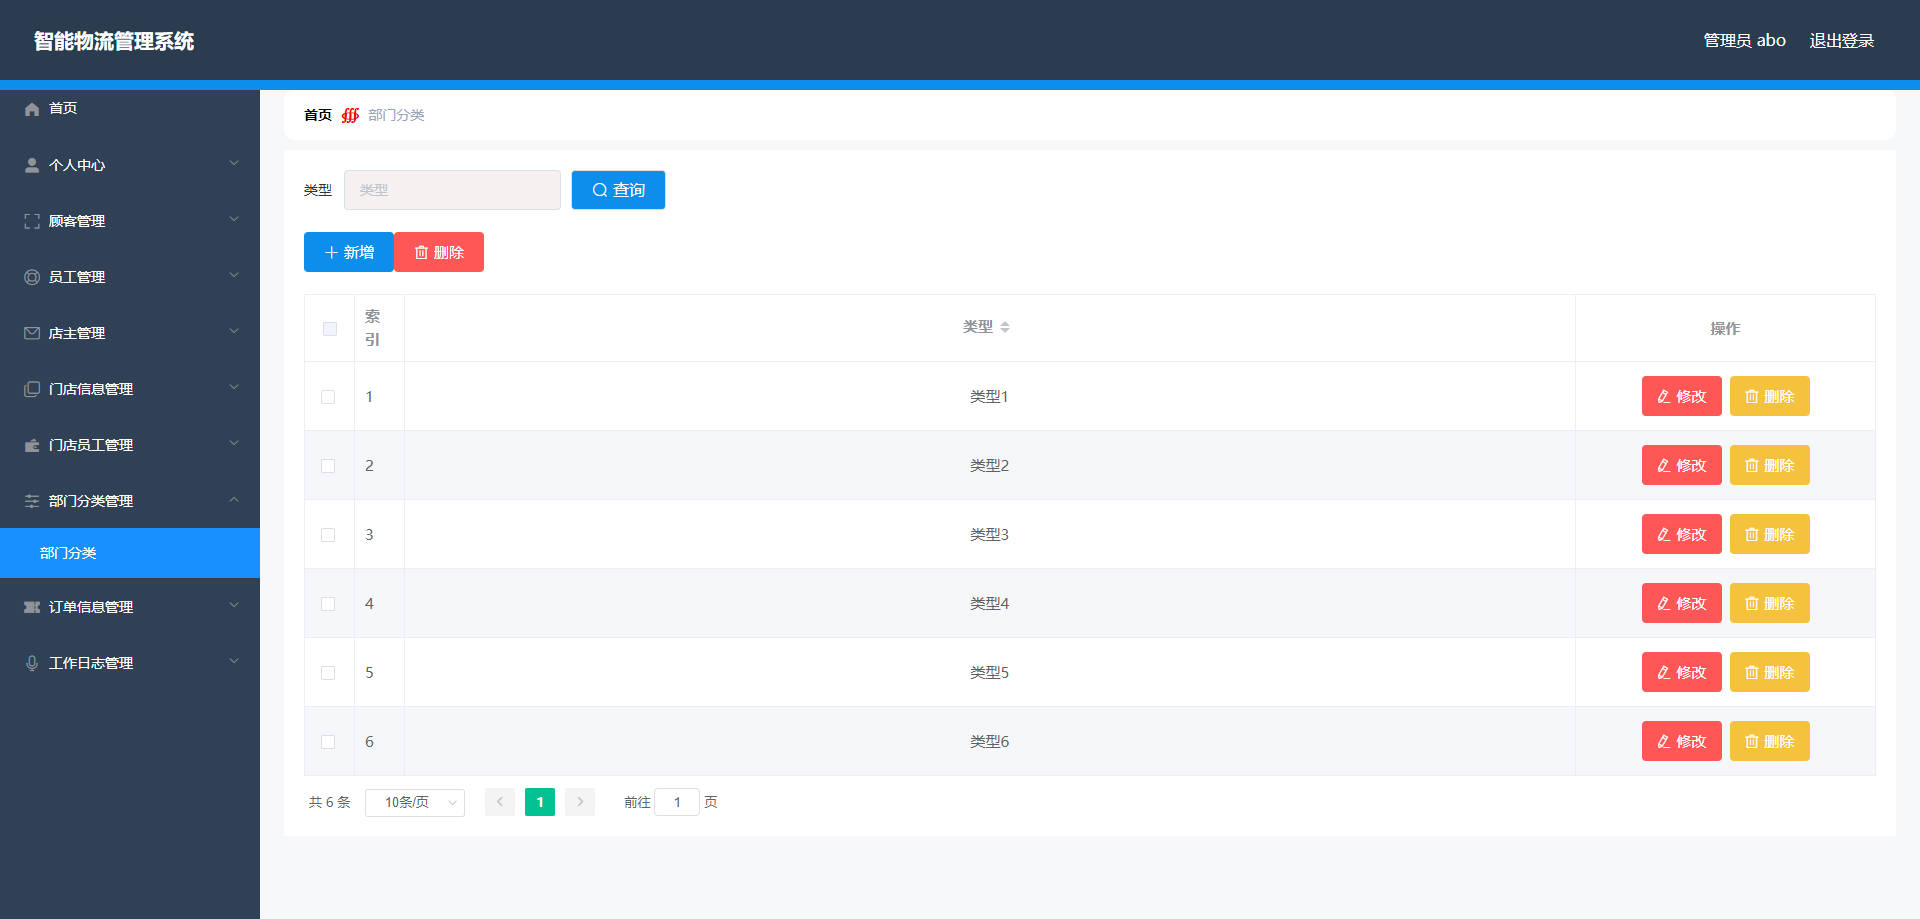 智能物流管理系统
管理员 abo 退出登录
首页
个人中心
顾客管理
员工管理
店主管理
门店信息管理
门店员工管理
部门分类管理
部门分类
订单信息管理
工作日志管理
首页 部门分类
类型 类型 查询
新增 删除
索引 类型 操作
1 类型1 修改 删除
2 类型2 修改 删除
3 类型3 修改 删除
4 类型4 修改 删除
5 类型5 修改 删除
6 类型6 修改 删除
共 6 条 10条/页 1 前往 1 页